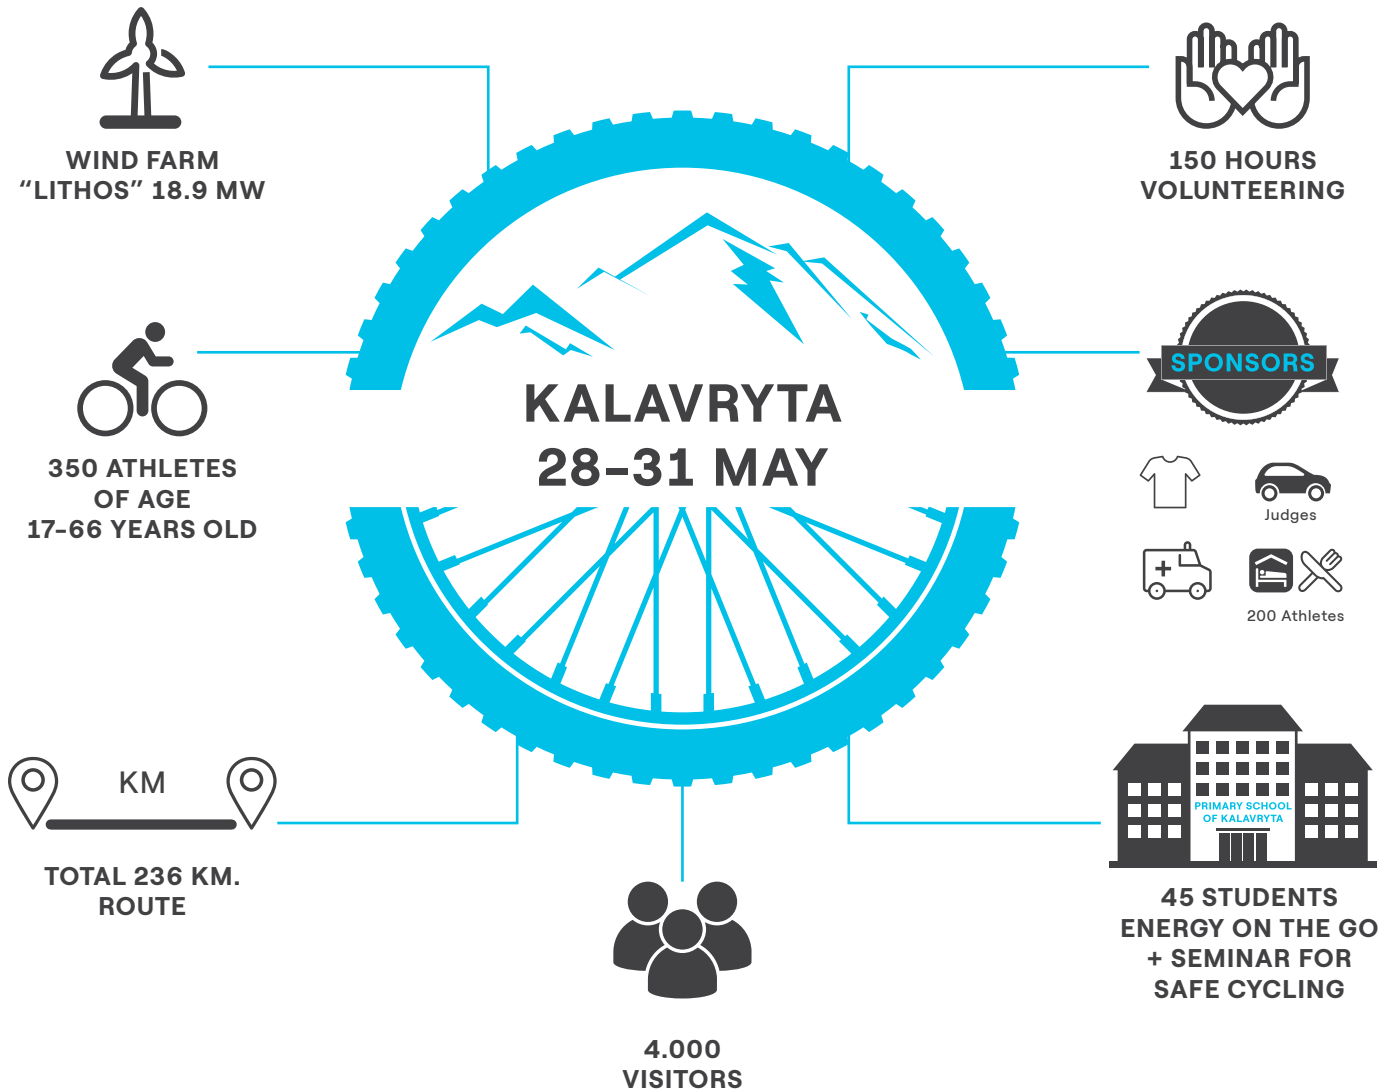 WIND FARM
“LITHOS” 18.9 MW
150 HOURS
VOLUNTEERING
350 ATHLETES
OF AGE
17–66 YEARS OLD
KALAVRYTA
28–31 MAY
SPONSORS
Judges
200 Athletes
KM
TOTAL 236 KM.
ROUTE
4.000
VISITORS
PRIMARY SCHOOL
OF KALAVRYTA
45 STUDENTS
ENERGY ON THE GO
+ SEMINAR FOR
SAFE CYCLING